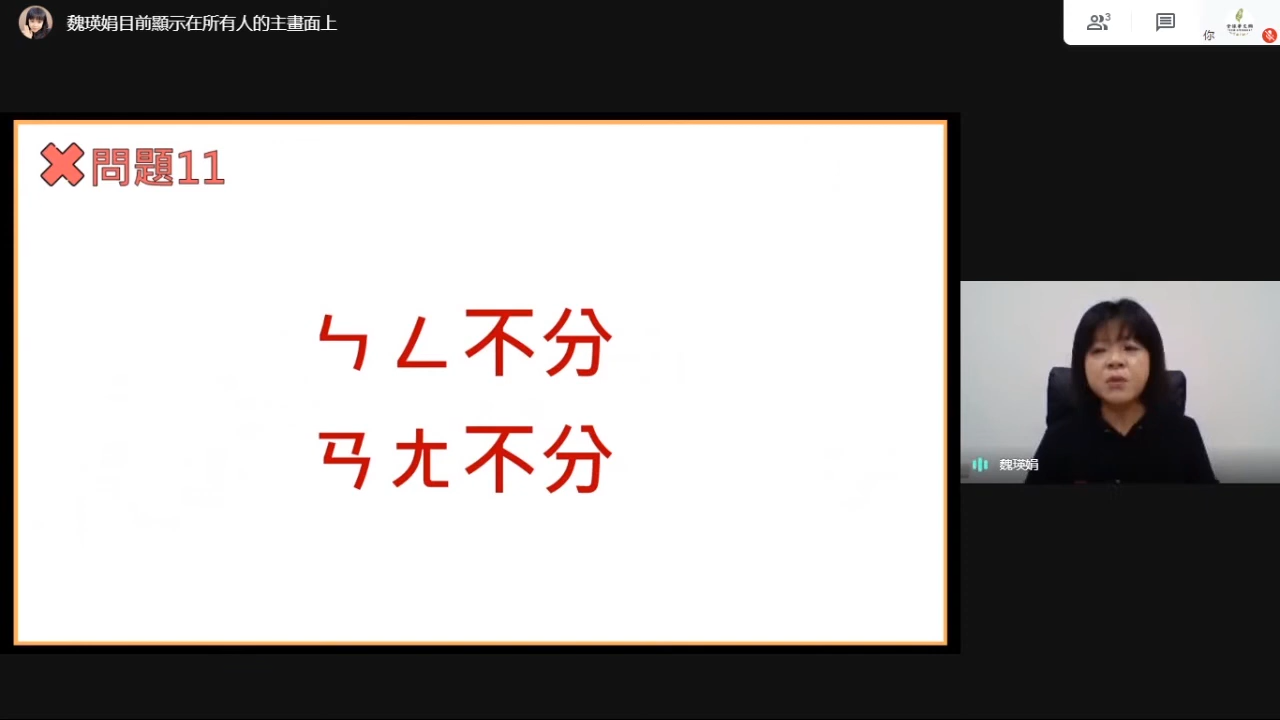 魏瑛娟目前顯示在所有人的主畫面上
3
你
問題11
ㄣㄥ不分
ㄢㄤ不分
魏瑛娟